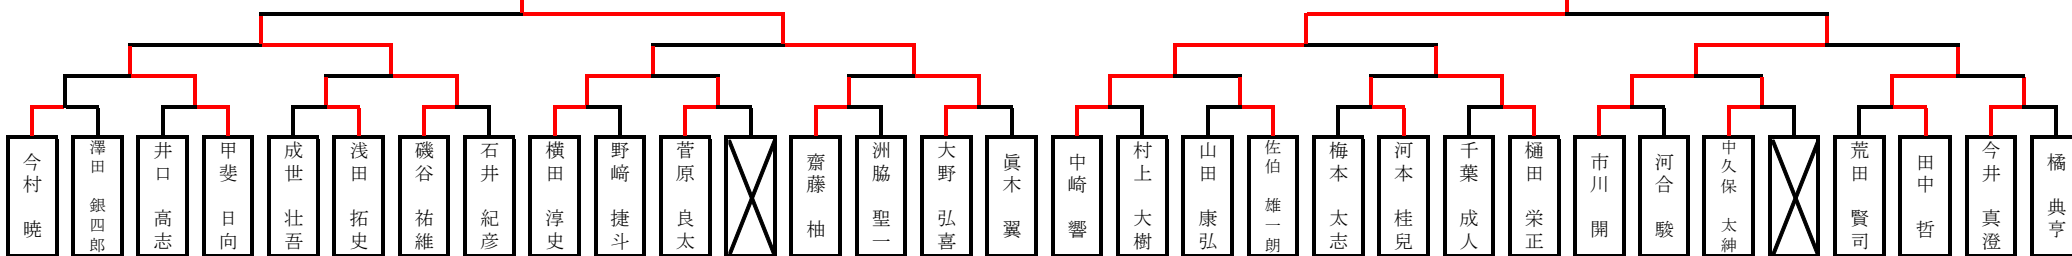 今村 暁
澤田 銀四郎
井口 高志
甲斐 日向
成世 壮吾
浅田 拓史
磯谷 祐維
石井 紀彦
横田 淳史
野﨑 捷斗
菅原 良太
齋藤 柚
洲脇 聖一
大野 弘喜
眞木 翼
中崎 響
村上 大樹
山田 康弘
佐伯 雄一朗
梅本 太志
河本 桂兒
千葉 成人
樋田 栄正
市川 開
河合 駿
中久保 太紳
荒田 賢司
田中 哲
今井 真澄
橘 典亨